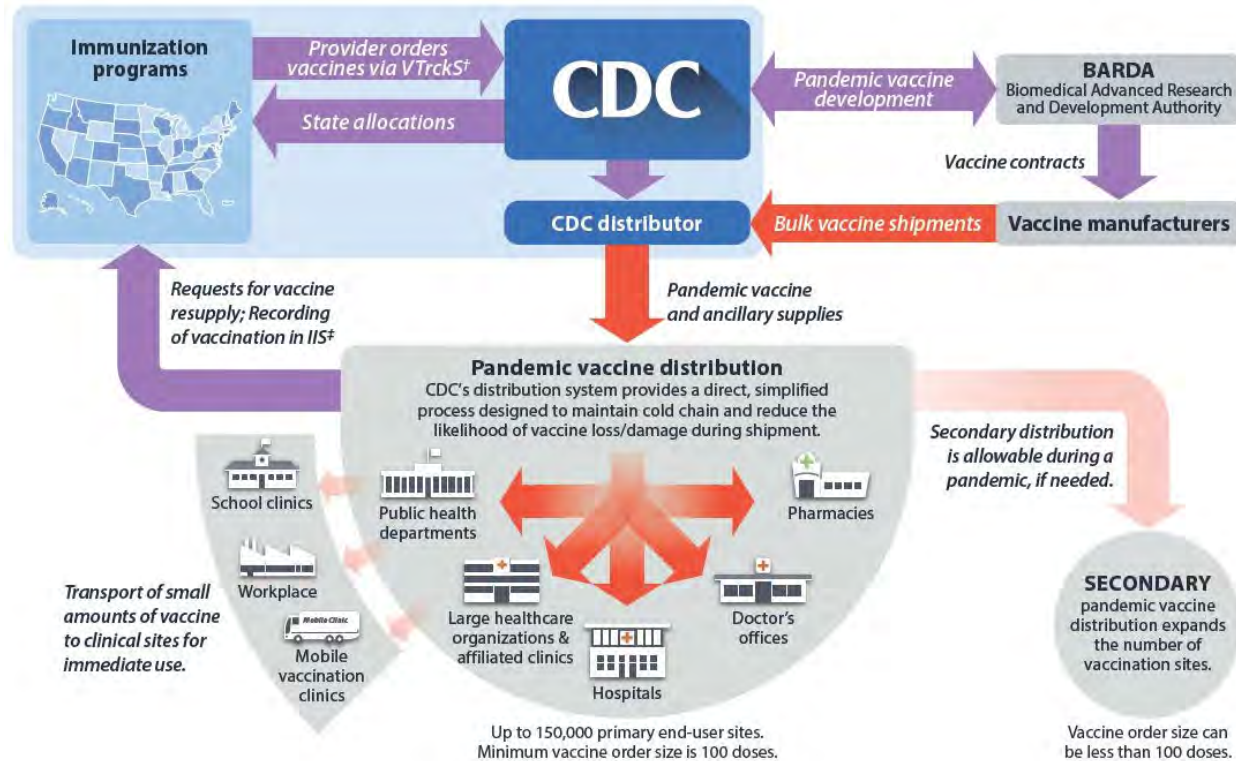 Immunization
programs
Provider orders
vaccines via VTrckS†
State allocations
CDC
Pandemic vaccine
development
BARDA
Biomedical Advanced Research
and Development Authority
Vaccine contracts
CDC distributor
Bulk vaccine shipments
Vaccine manufacturers
Requests for vaccine
resupply; Recording
of vaccination in IIS‡
Pandemic vaccine
and ancillary supplies
Pandemic vaccine distribution
CDC's distribution system provides a direct, simplified
process designed to maintain cold chain and reduce the
likelihood of vaccine loss/damage during shipment.
Secondary distribution
is allowable during a
pandemic, if needed.
School clinics
Public health
departments
Pharmacies
Workplace
Transport of small
amounts of vaccine
to clinical sites for
immediate use.
Mobile Clinic
Mobile
vaccination
clinics
Large healthcare
organizations &
affiliated clinics
Hospitals
Doctor's
offices
SECONDARY
pandemic vaccine
distribution expands
the number of
vaccination sites.
Up to 150,000 primary end-user sites.
Minimum vaccine order size is 100 doses.
Vaccine order size can
be less than 100 doses.